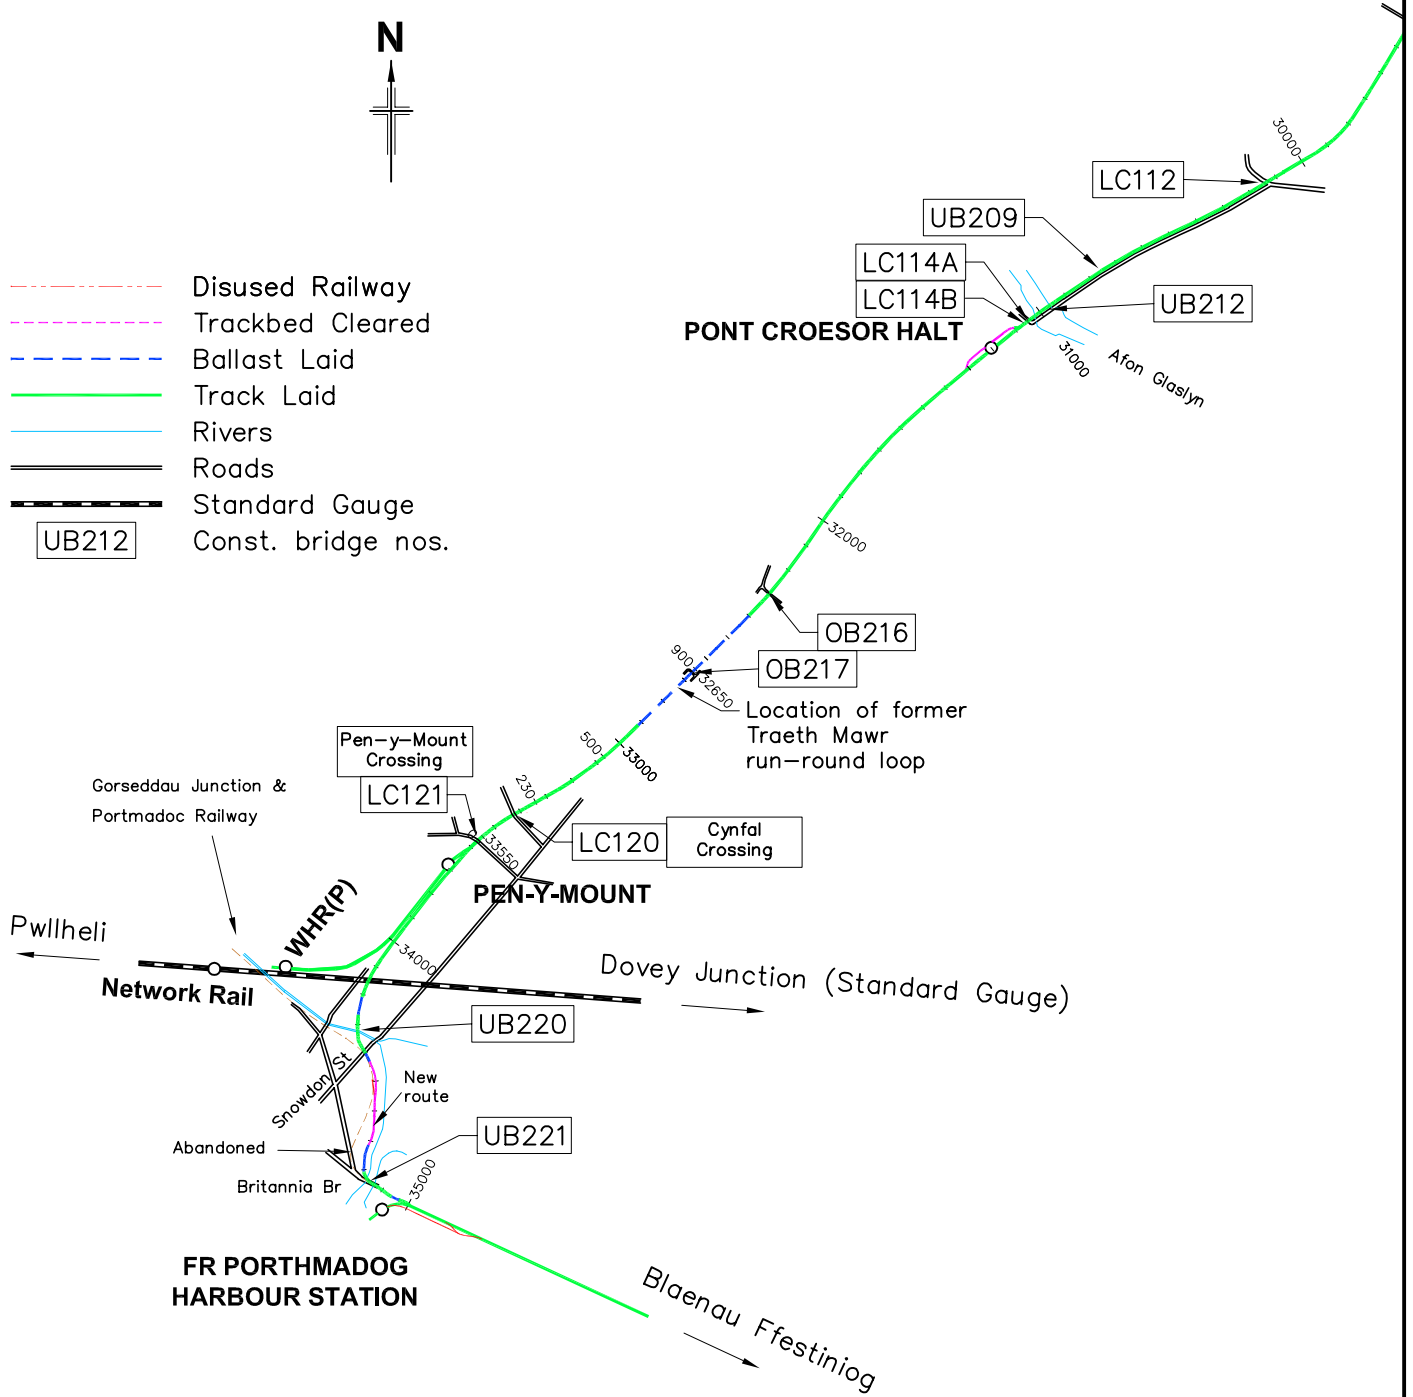 N
30000
LC112
UB209
LC114A
LC114B
UB212
PONT CROESOR HALT
31000
Afon Glaslyn
Disused Railway
Trackbed Cleared
Ballast Laid
Track Laid
Rivers
Roads
Standard Gauge
UB212
Const. bridge nos.
32000
OB216
900
OB217
32650
Location of former
Traeth Mawr
run-round loop
Pen-y-Mount
Crossing
500
33000
Gorseddau Junction &
Portmadoc Railway
LC121
230
LC120
Cynfal
Crossing
33550
PEN-Y-MOUNT
WHR(P)
Pwllheli
34000
Dovey Junction (Standard Gauge)
Network Rail
UB220
Snowdon St
New
route
UB221
Abandoned
Britannia Br
35000
FR PORTHMADOG
HARBOUR STATION
Blaenau Ffestiniog